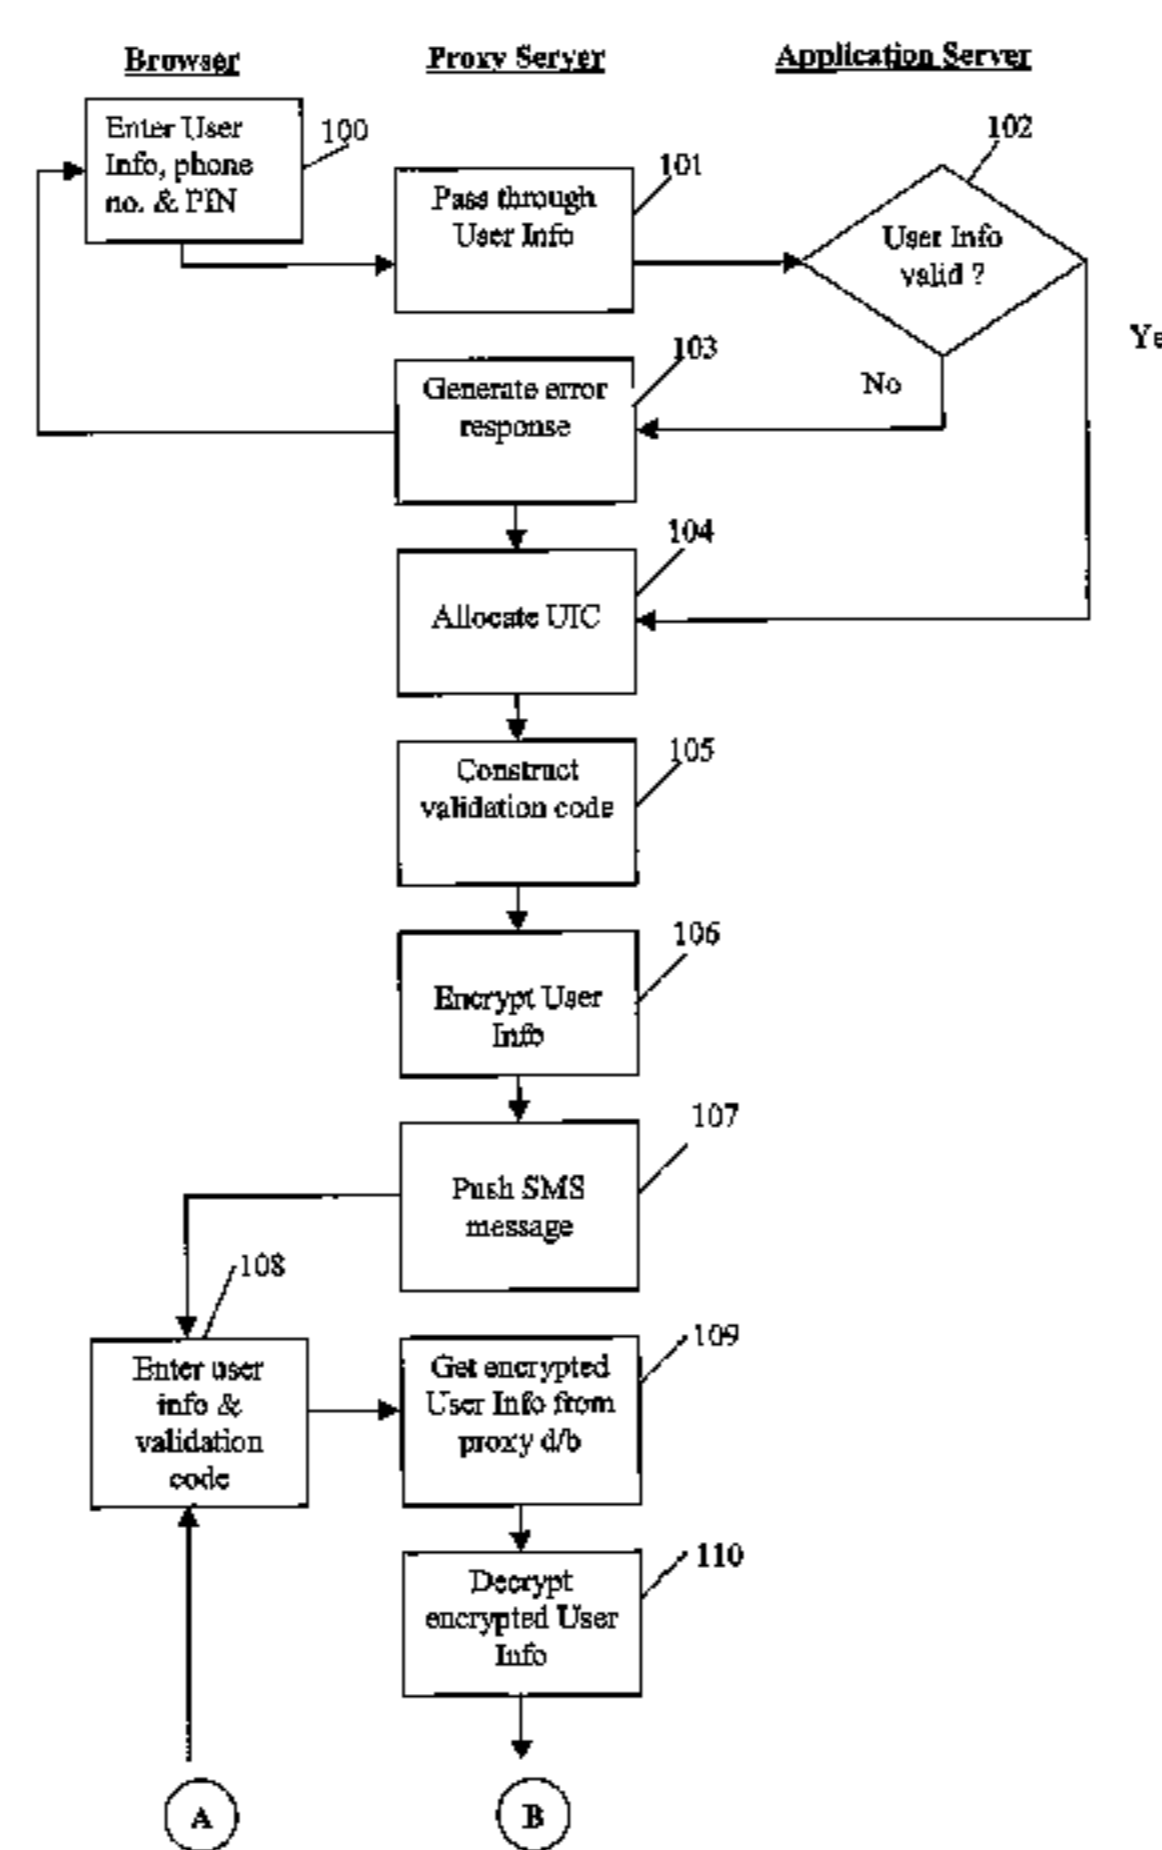 Browser
Proxy Server
Application Server
Enter User
Info, phone
no. & PIN
100
Pass through
User Info
101
102
User Info
valid ?
Ye
No
103
Generate error
response
104
Allocate UIC
105
Construct
validation code
106
Encrypt User
Info
107
Push SMS
message
108
Enter user
info &
validation
code
109
Get encrypted
User Info from
proxy d/b
110
Decrypt
encrypted User
Info
A
B